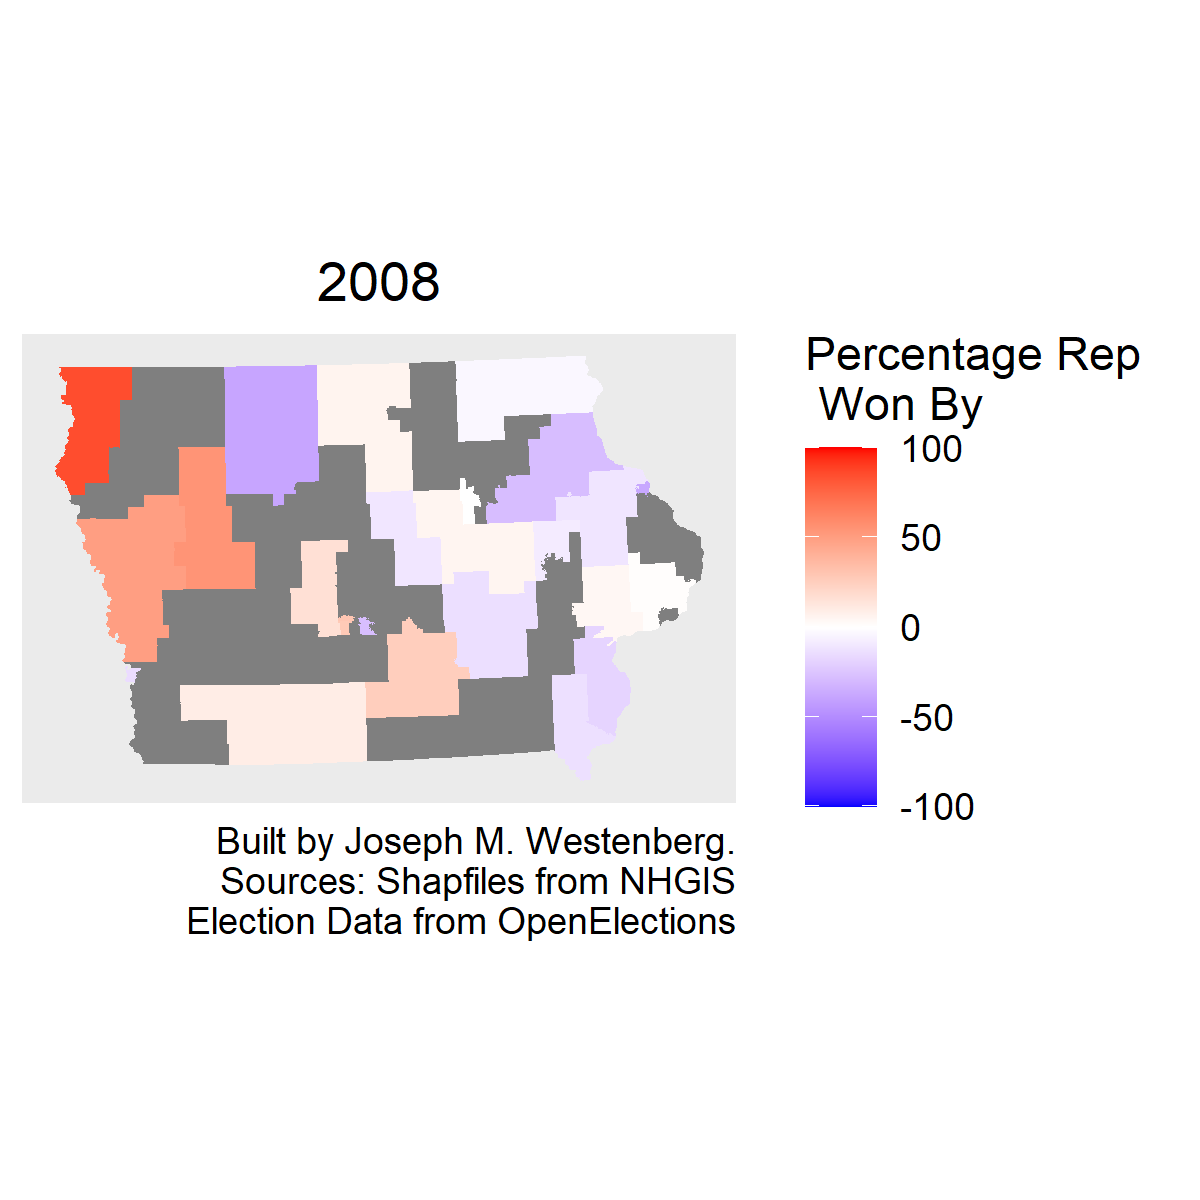 2008
Percentage Rep
Won By
100
50
0
-50
-100
Built by Joseph M. Westenberg.
Sources: Shapfiles from NHGIS
Election Data from OpenElections